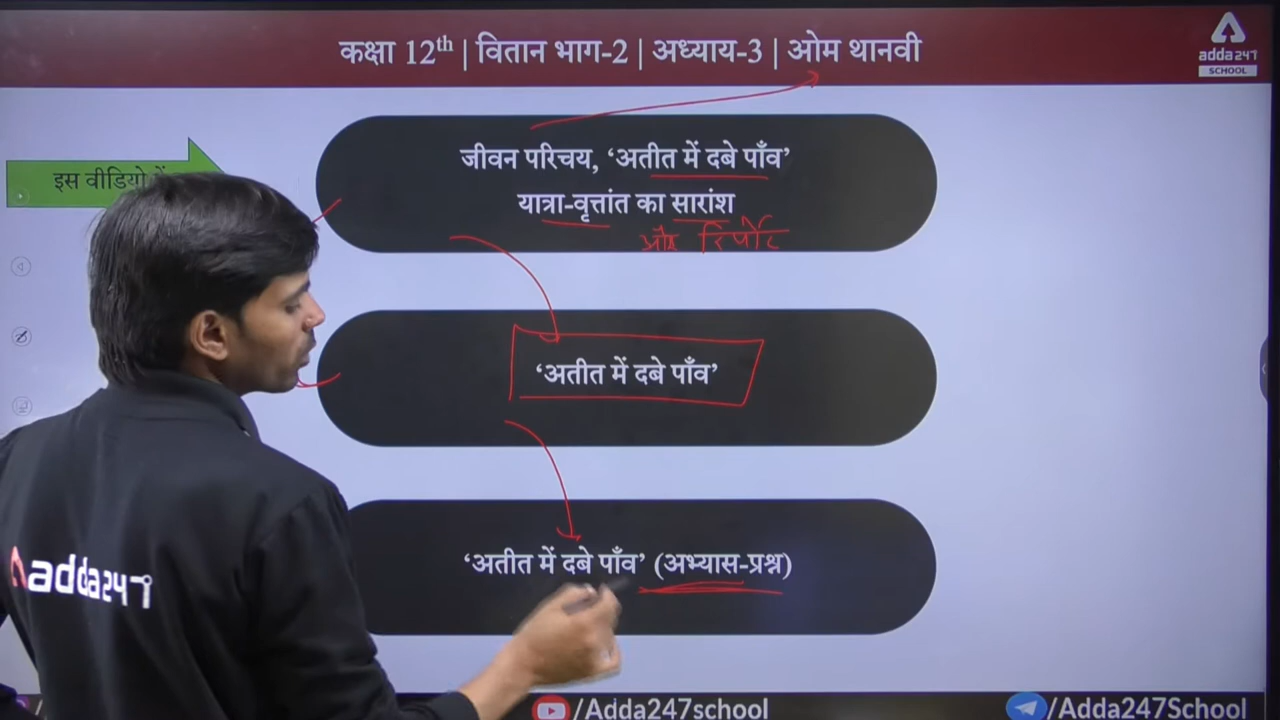 कक्षा 12th | वितान भाग-2 | अध्याय-3 | ओम थानवी
adda247
SCHOOL
इस वीडियो में
जीवन परिचय, ‘अतीत में दबे पाँव’
यात्रा-वृत्तांत का सारांश
रिपोर्ट
‘अतीत में दबे पाँव’
‘अतीत में दबे पाँव’ (अभ्यास-प्रश्न)
adda247
/Adda247school
/Adda247School